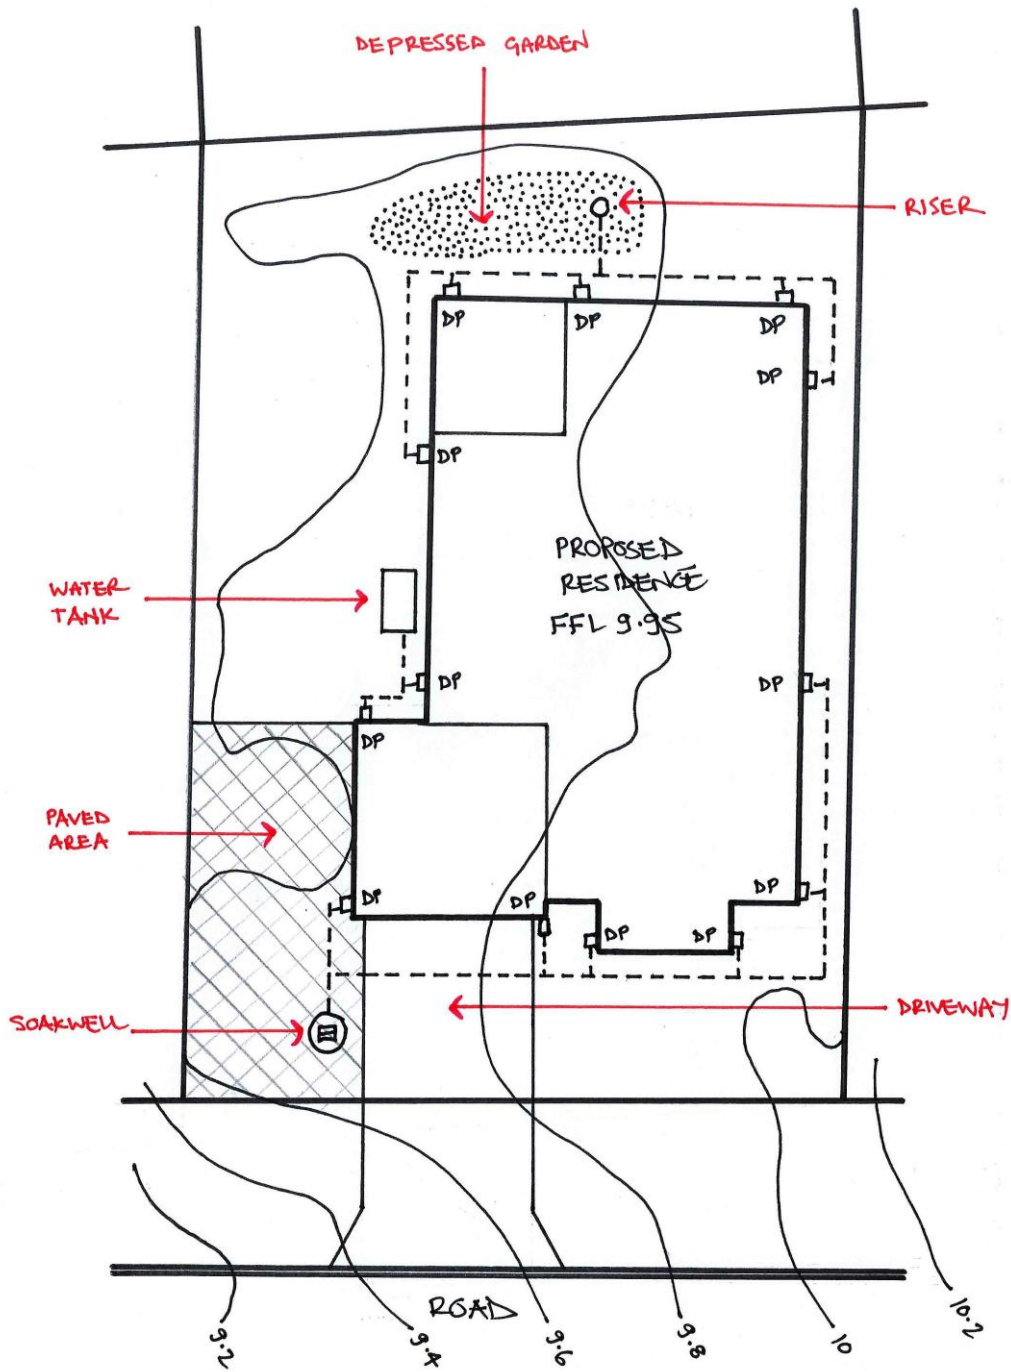 DEPRESSED GARDEN
RISER
DP
DP
DP
DP
DP
PROPOSED
RESIDENCE
FFL 9.95
WATER
TANK
DP
DP
DP
PAVED
AREA
DP
DP
DP
DP
DP
SOAKWELL
DRIVEWAY
ROAD
9.2
9.4
9.6
9.8
10
10.2